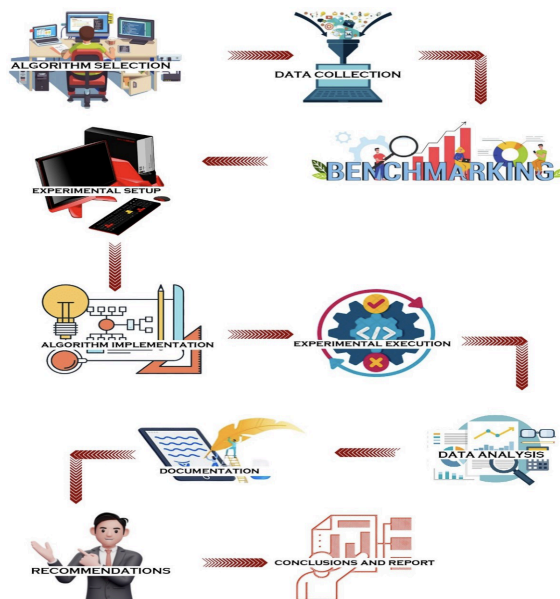 ALGORITHM SELECTION
DATA COLLECTION
BENCHMARKING
EXPERIMENTAL SETUP
ALGORITHM IMPLEMENTATION
EXPERIMENTAL EXECUTION
DATA ANALYSIS
DOCUMENTATION
RECOMMENDATIONS
CONCLUSIONS AND REPORT